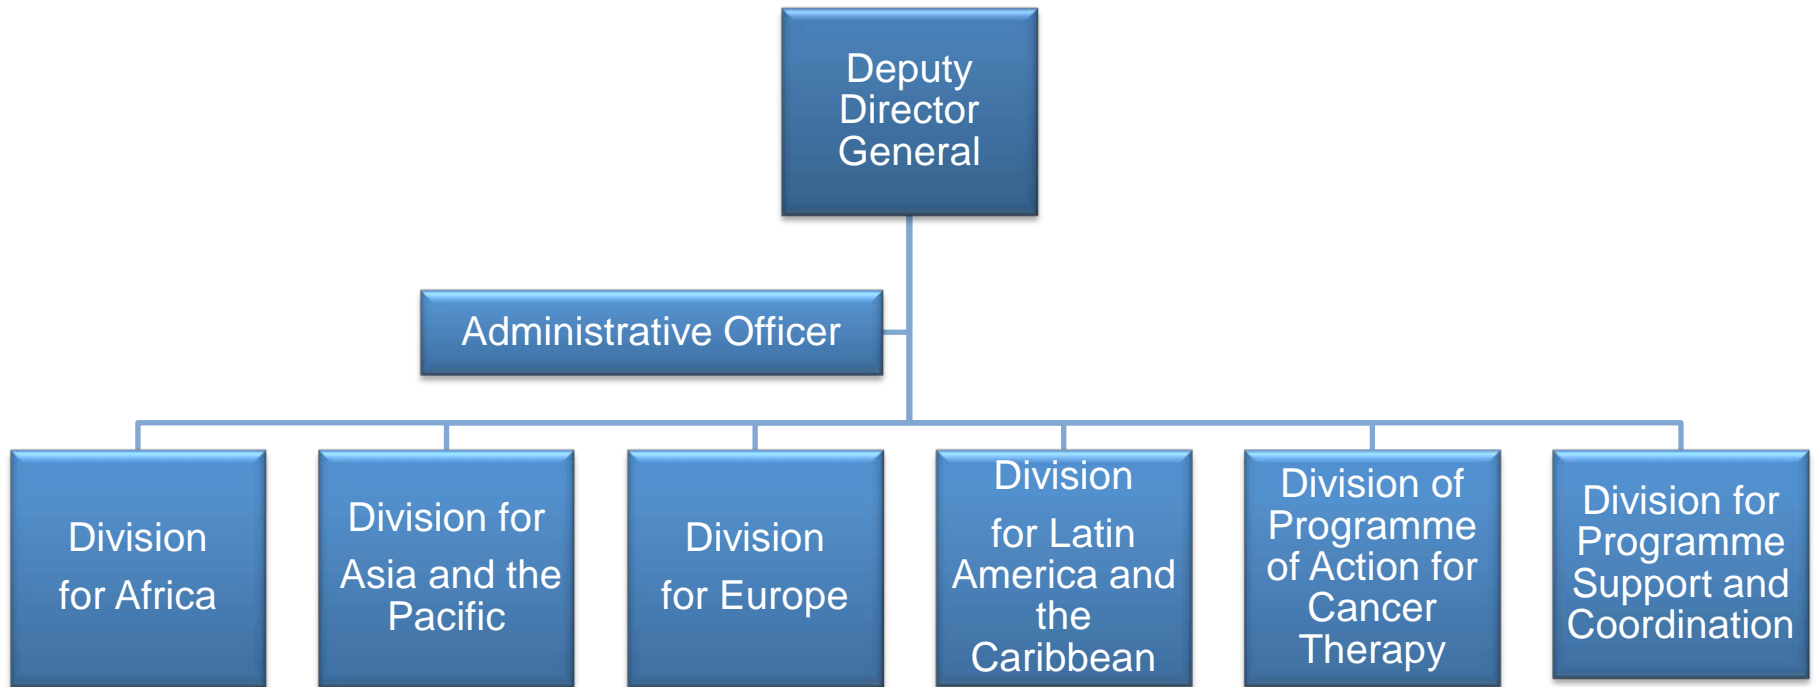 Deputy
Director
General
Administrative Officer
Division
for Africa
Division for
Asia and the
Pacific
Division
for Europe
Division
for Latin
America and
the
Caribbean
Division of
Programme
of Action for
Cancer
Therapy
Division for
Programme
Support and
Coordination